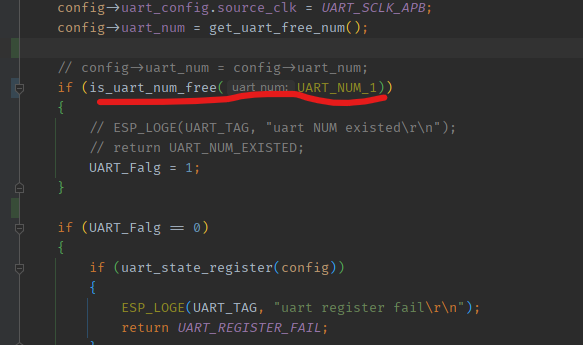 config->uart_config.source_clk = UART_SCLK_APB;
config->uart_num = get_uart_free_num();
// config->uart_num = config->uart_num;
if (is_uart_num_free( uart_num: UART_NUM_1))
{
// ESP_LOGE(UART_TAG, "uart NUM existed\r\n");
// return UART_NUM_EXISTED;
UART_Falg = 1;
}
if (UART_Falg == 0)
{
if (uart_state_register(config))
{
ESP_LOGE(UART_TAG, "uart register fail\r\n");
return UART_REGISTER_FAIL;
}